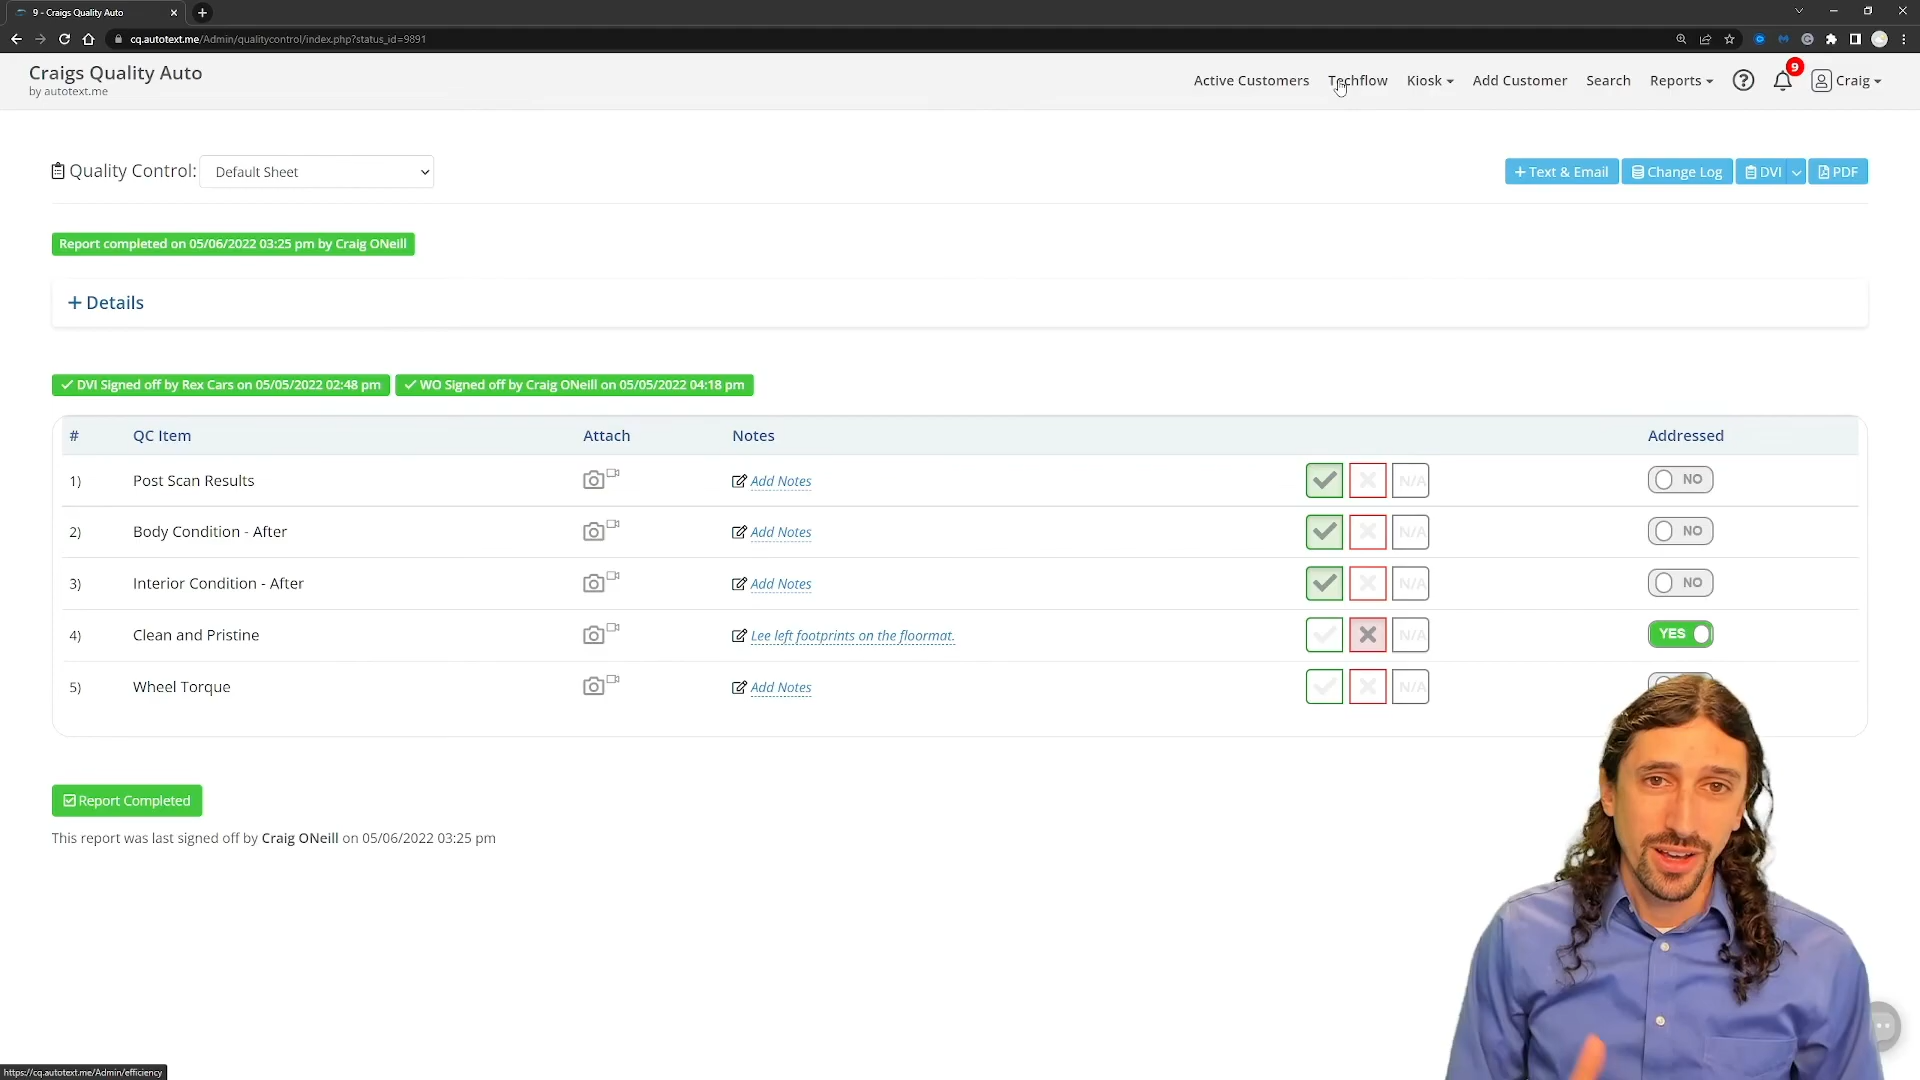 9 - Craigs Quality Auto
cq.autotext.me/Admin/qualitycontrol/index.php?status_id=9891
Craigs Quality Auto
by autotext.me
Active Customers
Techflow
Kiosk
Add Customer
Search
Reports
9
Craig
Quality Control:
Default Sheet
+ Text & Email
Change Log
DVI
PDF
Report completed on 05/06/2022 03:25 pm by Craig ONeill
+ Details
DVI Signed off by Rex Cars on 05/05/2022 02:48 pm
WO Signed off by Craig ONeill on 05/05/2022 04:18 pm
# QC Item Attach Notes Addressed
1) Post Scan Results Add Notes N/A NO
2) Body Condition - After Add Notes N/A NO
3) Interior Condition - After Add Notes N/A NO
4) Clean and Pristine Lee left footprints on the floormat. N/A YES
5) Wheel Torque Add Notes N/A
Report Completed
This report was last signed off by Craig ONeill on 05/06/2022 03:25 pm
https://cq.autotext.me/Admin/efficiency